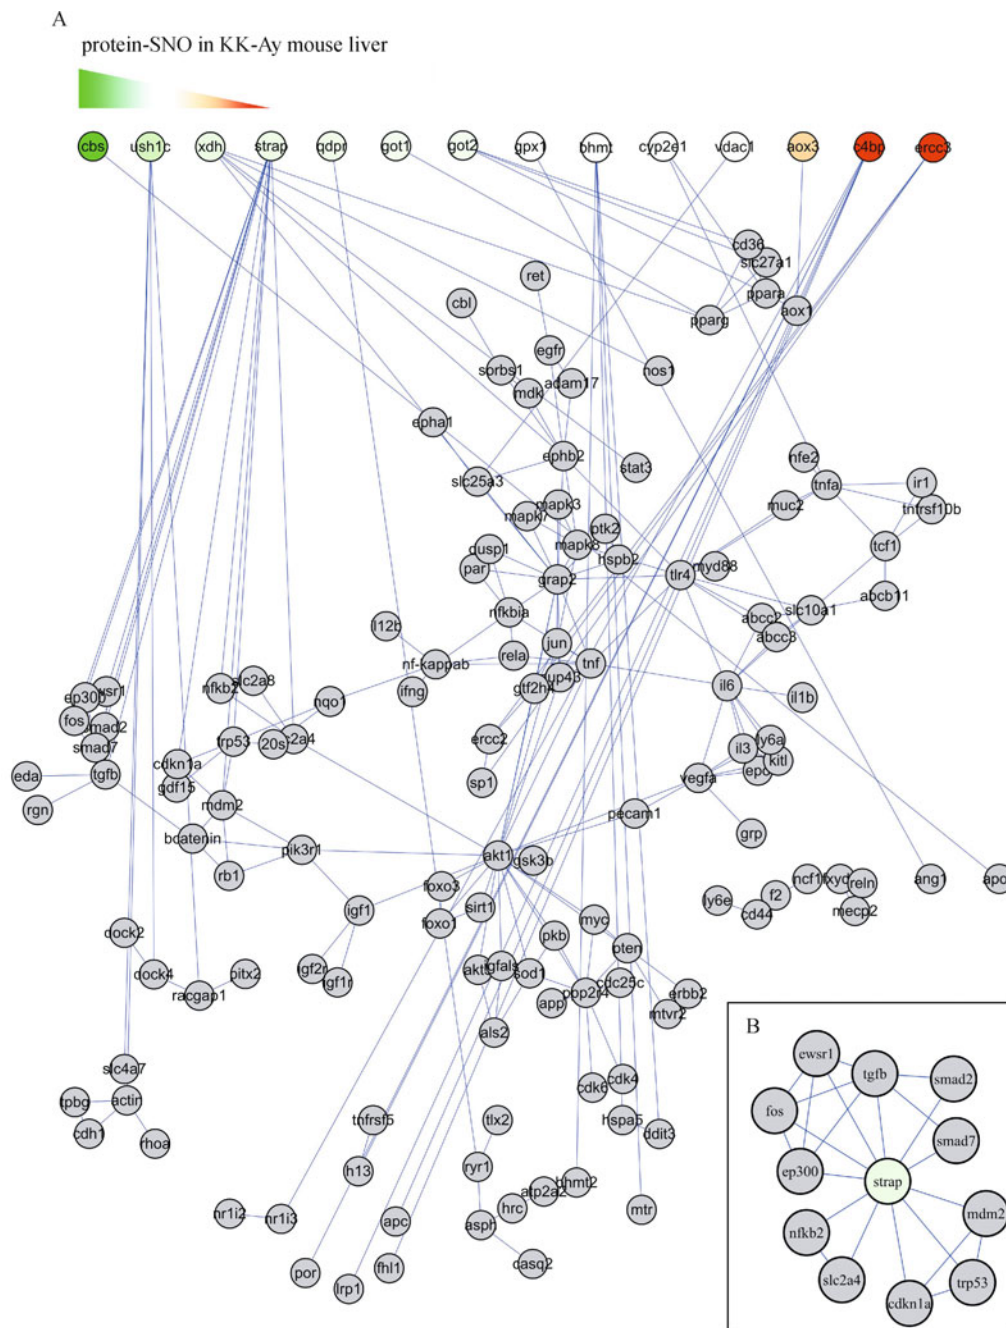 A
protein-SNO in KK-Ay mouse liver
cbs ush1c xdh strap qdpr got1 got2 gpx1 bhmt cyp2e1 vdac1 aox3 c4bp ercc3
cd36
slc27a1
ret
ppara
cbl
aox1
pparg
egfr
sorbs1
nos1
adam17
mdk
epha1
ephb2
nfe2
stat3
slc25a3
tnfa
ir1
mapk3
muc2
tnfrsf10b
mapk7
ptk2
mapk8
tcf1
dusp1
hspb2
par
myd88
grap2
tlr4
abcb11
nfkbia
slc10a1
abcc2
l12b
abcc3
jun
rela
tnf
nf-kappab
slc2a8
il6
nfkb2
ifng
gtf2h4
il1b
ep300
nqo1
fos
smad2
trp53
20s
ercc2
ly6a
smad7
il3
kitl
cdkn1a
epo
eda
tgfb
vegfa
sp1
gdf15
rgn
mdm2
pecam1
grp
bcatenin
pik3r1
akt1
gsk3b
rb1
foxo3
ncf1
fxyd
reln
ang1
f2
ly6e
sirt1
igf1
cd44
mecp2
foxo1
myc
dock2
pkb
pten
igf2r
dock4
pitx2
sod1
igf1r
cdc25c
racgap1
erbb2
app
ppp2r4
mtvr2
als2
slc4a7
cdk4
cdk6
tpbg
actin
tnfrsf5
tlx2
hspa5
cdh1
ddit3
rhoa
h13
ryr1
bhmt2
atp2a2
hrc
mtr
nr1i2
nr1i3
apc
asph
casq2
fhl1
por
lrp1
B
ewsr1
tgfb
smad2
fos
smad7
ep300
strap
mdm2
nfkb2
slc2a4
trp53
cdkn1a